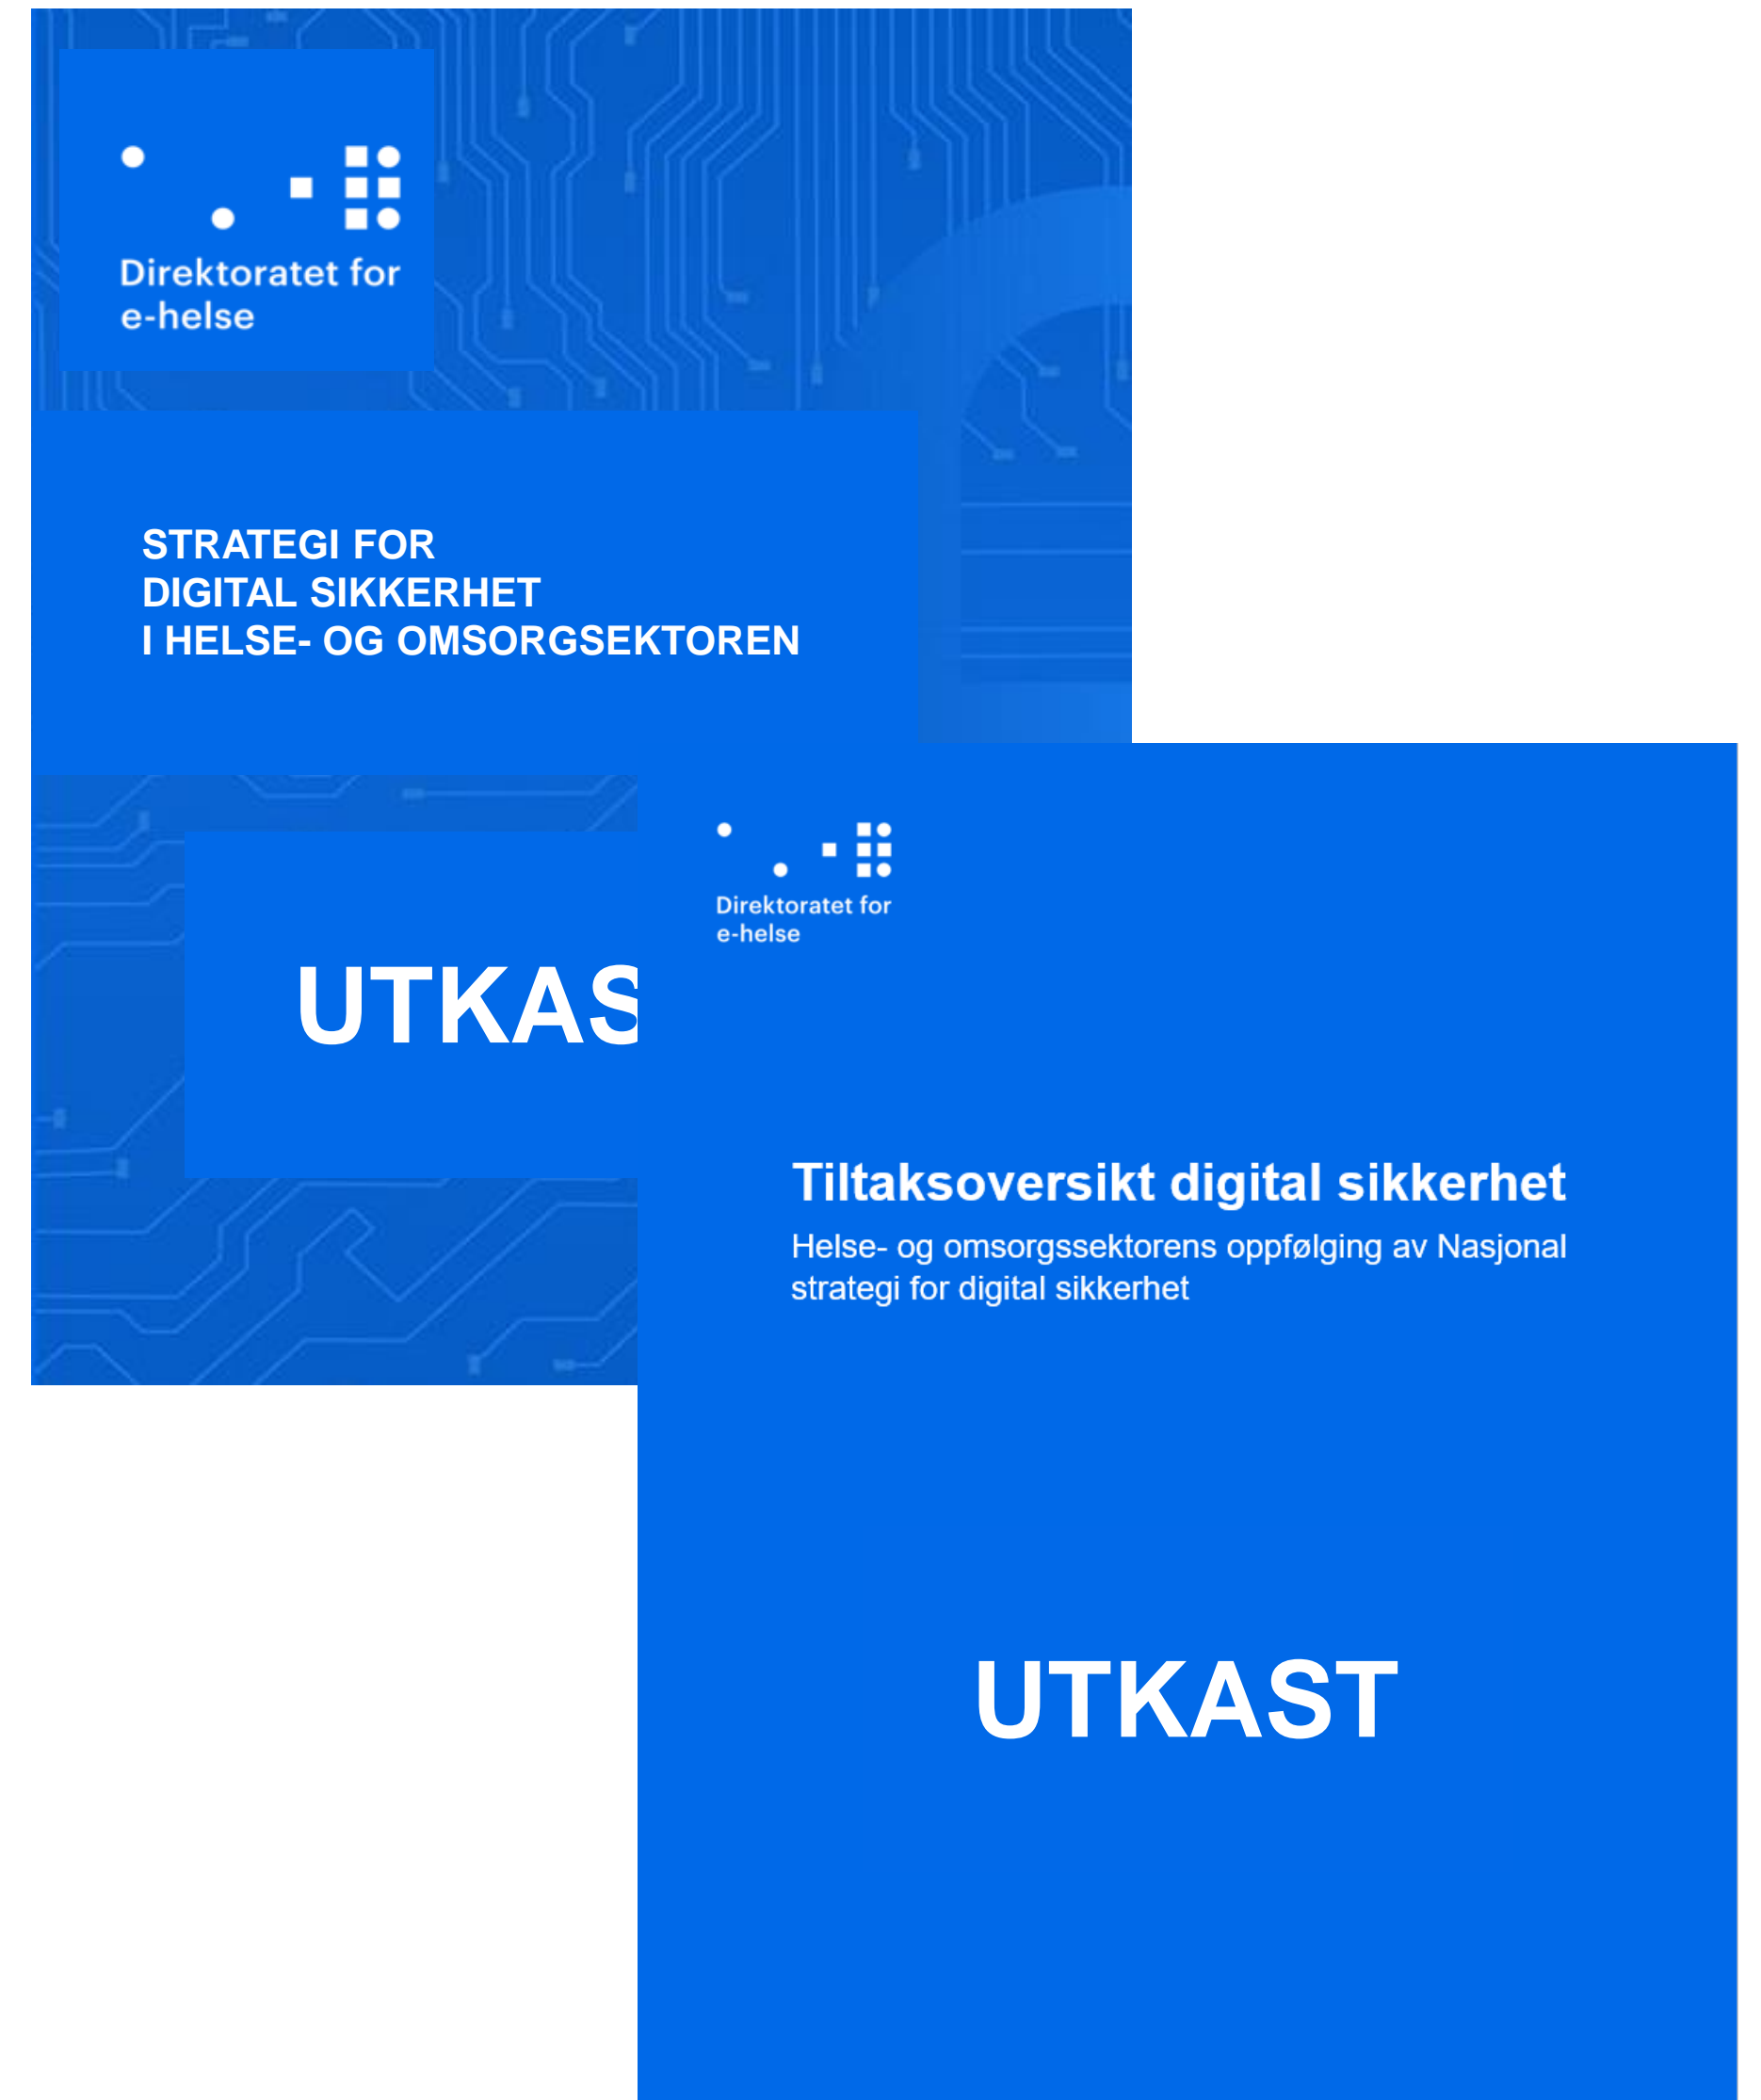 Direktoratet for
e-helse
STRATEGI FOR
DIGITAL SIKKERHET
I HELSE- OG OMSORGSEKTOREN
UTKAS
Direktoratet for
e-helse
Tiltaksoversikt digital sikkerhet
Helse- og omsorgssektorens oppfølging av Nasjonal
strategi for digital sikkerhet
UTKAST